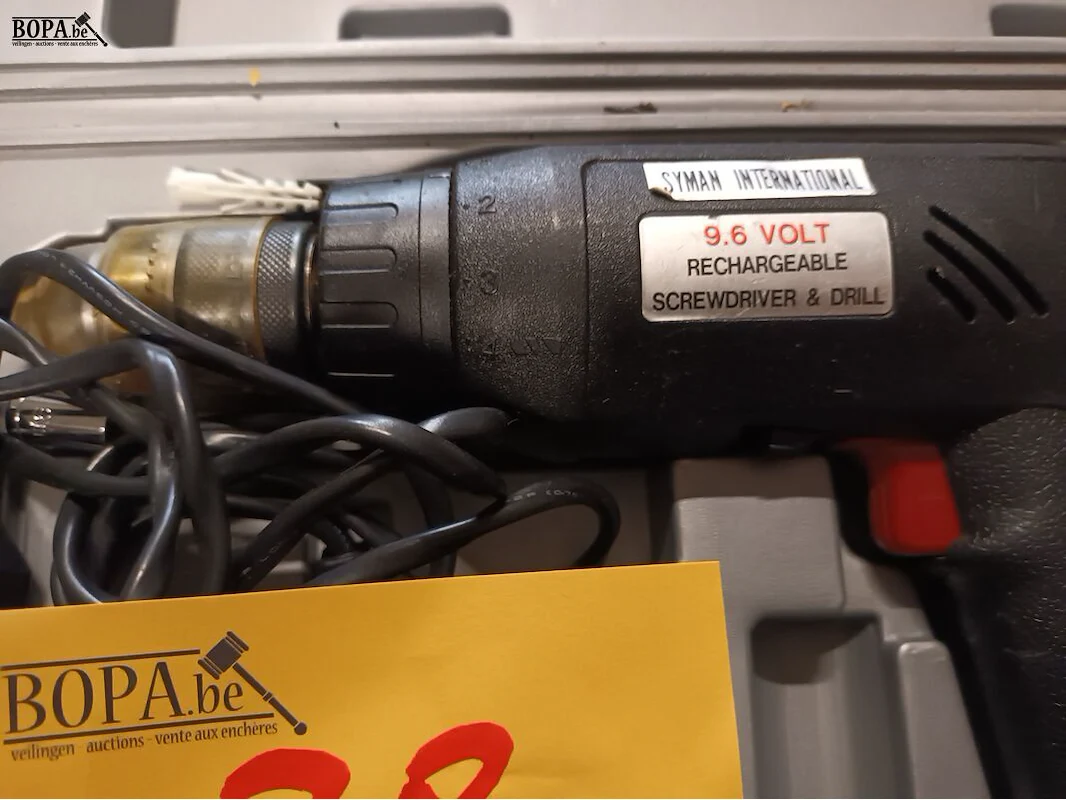 BOPA.be
veilingen - auctions - vente aux enchères
SYMAN INTERNATIONAL
9.6 VOLT
RECHARGEABLE
SCREWDRIVER & DRILL
2
3
4
BOPA.be
veilingen - auctions - vente aux enchères